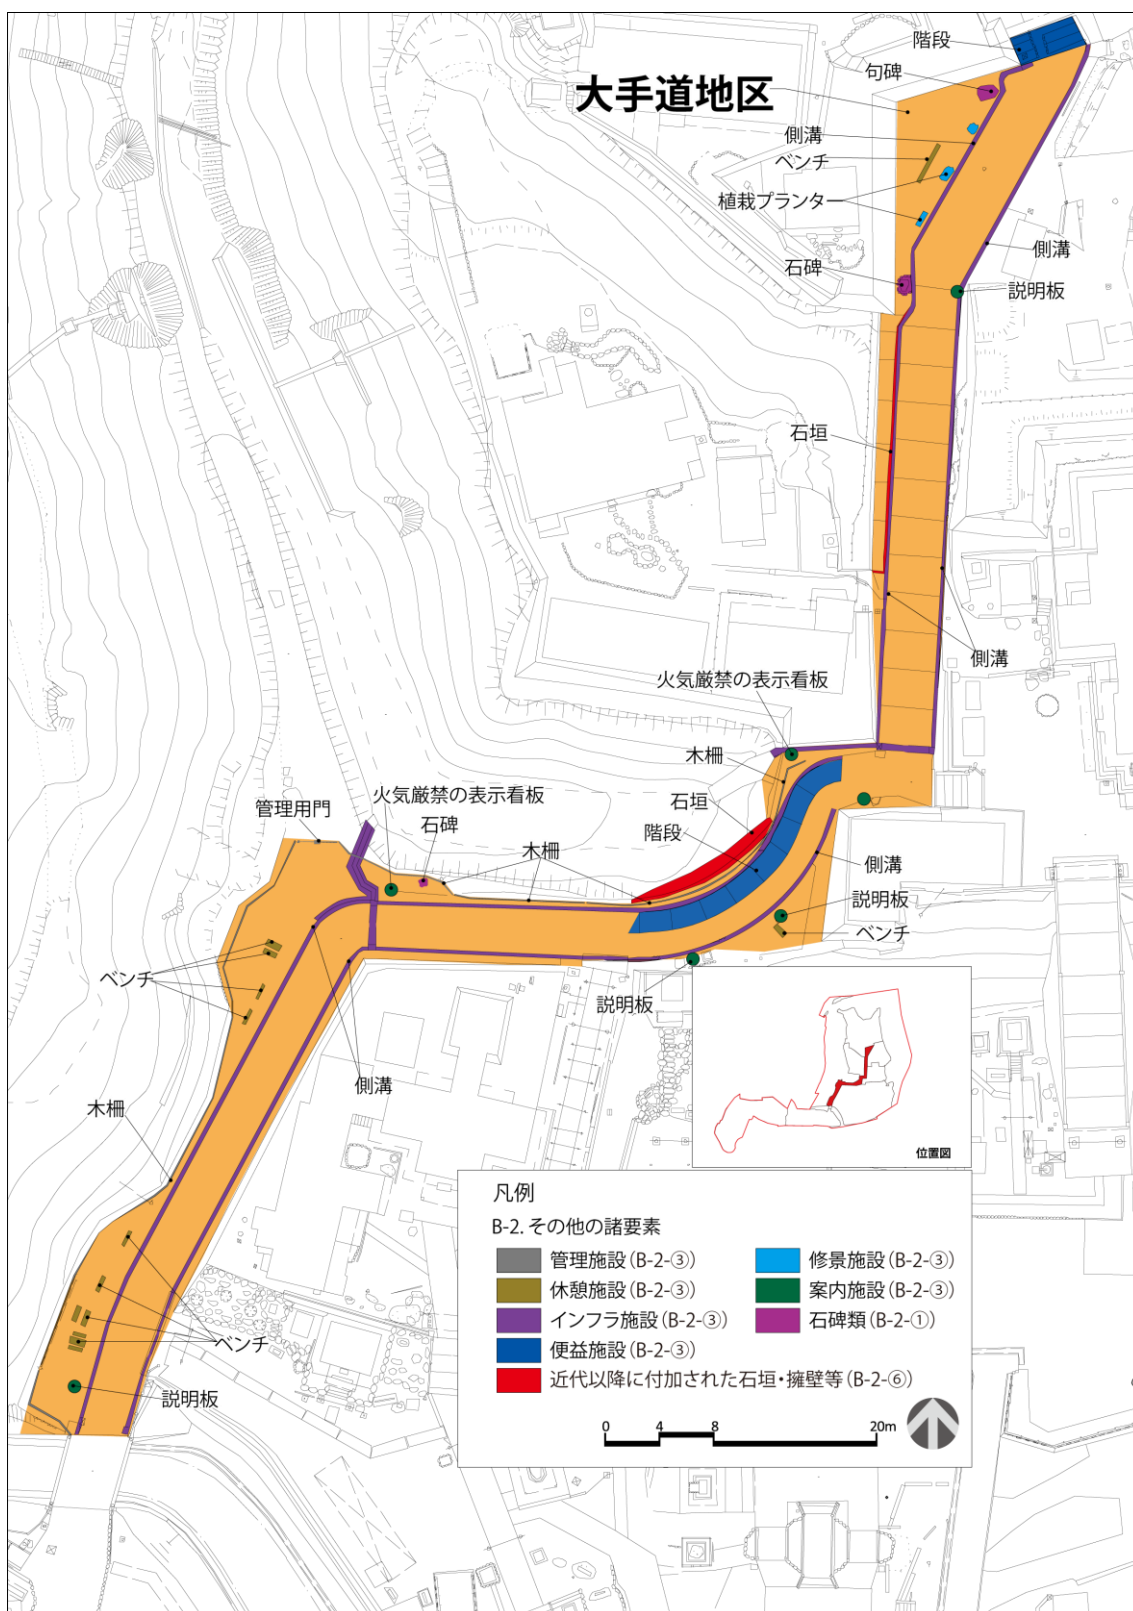 階段
句碑
大手道地区
側溝
ベンチ
植栽プランター
側溝
石碑
説明板
石垣
側溝
火気厳禁の表示看板
木柵
火気厳禁の表示看板
石垣
管理用門
石碑
階段
木柵
側溝
説明板
ベンチ
ベンチ
説明板
側溝
木柵
位置図
凡例
B-2. その他の諸要素
管理施設(B-2-③)
修景施設(B-2-③)
休憩施設(B-2-③)
案内施設(B-2-③)
インフラ施設(B-2-③)
石碑類(B-2-①)
ベンチ
便益施設(B-2-③)
近代以降に付加された石垣・擁壁等(B-2-⑥)
説明板
0 4 8 20m